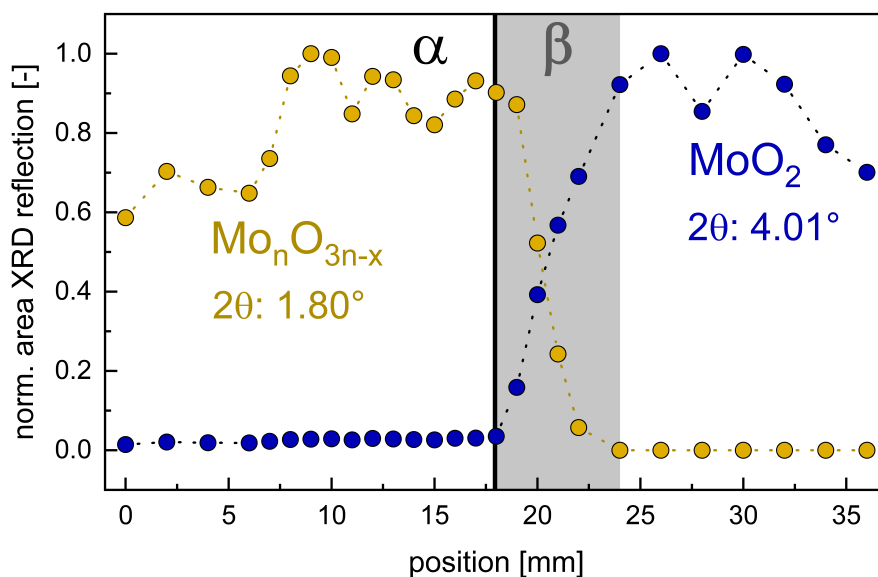 α
β
1.0
0.8
0.6
0.4
0.2
0.0
norm. area XRD reflection [-]
MoₙO₃ₙ₋ₓ
2θ: 1.80°
MoO₂
2θ: 4.01°
0 5 10 15 20 25 30 35
position [mm]